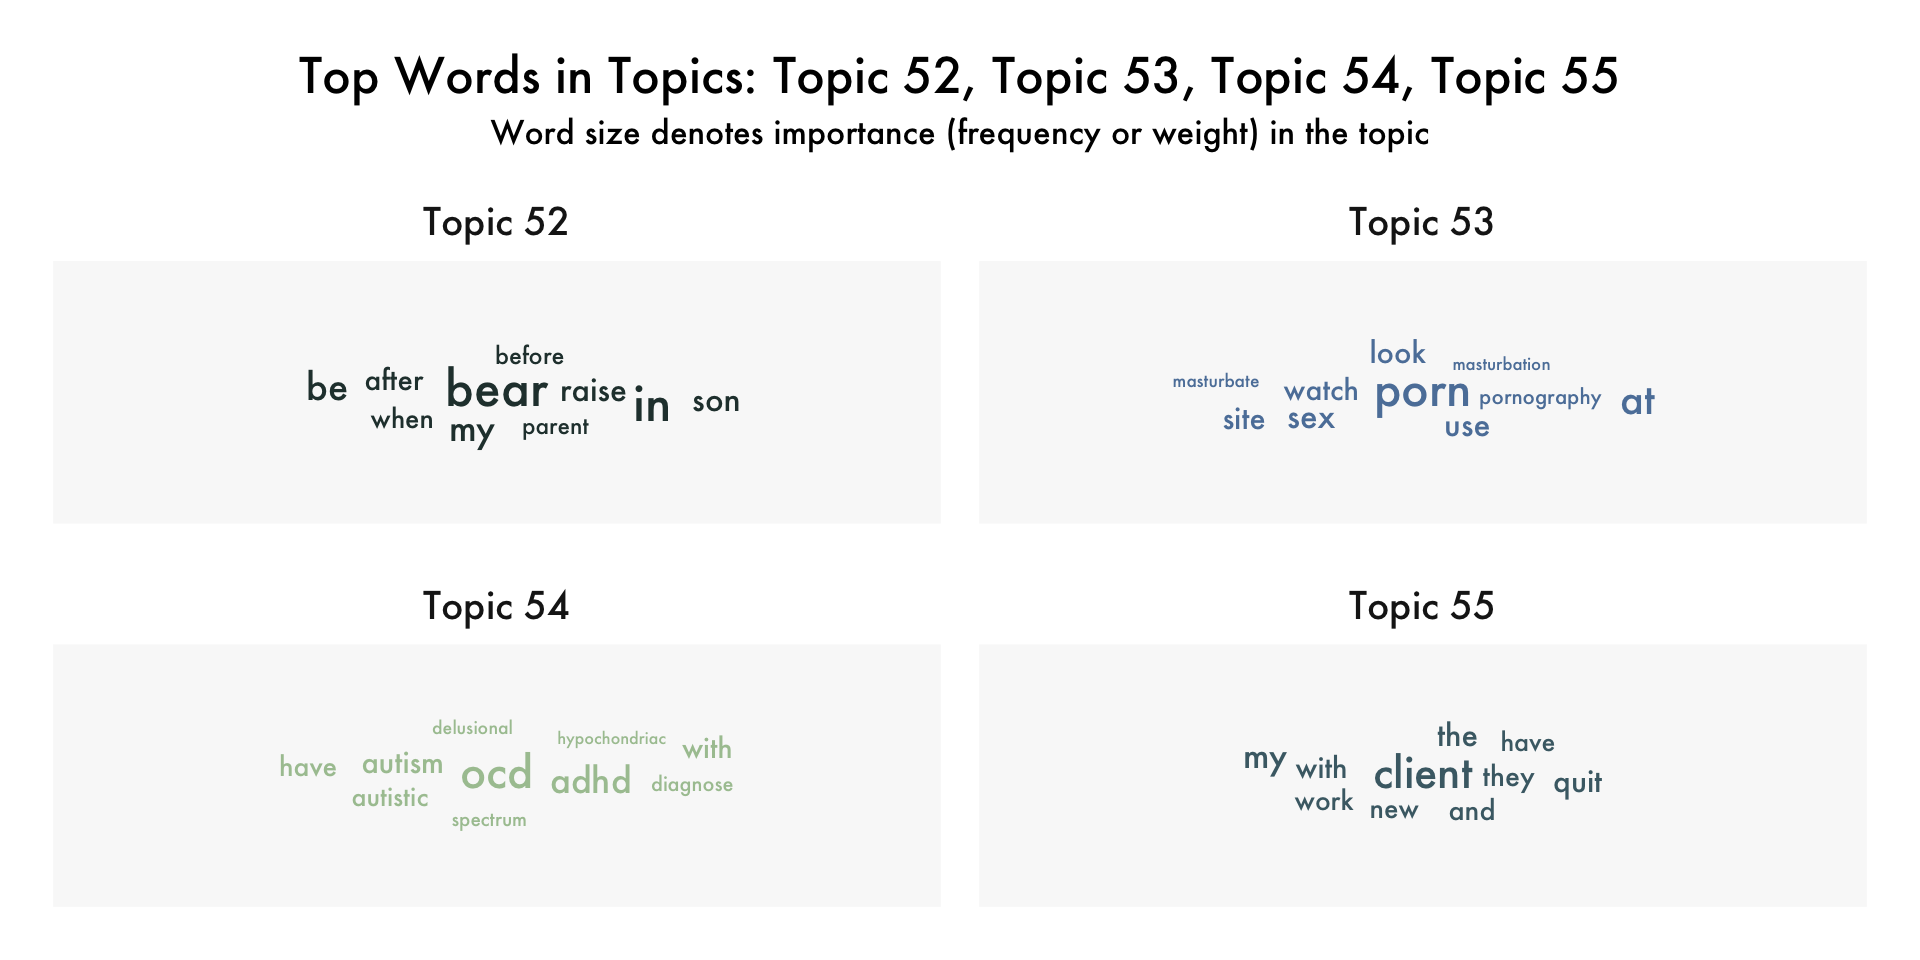 Top Words in Topics: Topic 52, Topic 53, Topic 54, Topic 55
Word size denotes importance (frequency or weight) in the topic
Topic 52
before
be after bear raise in son
when my parent
Topic 53
look masturbation
masturbate watch porn pornography at
site sex use
Topic 54
delusional hypochondriac with
have autism ocd adhd diagnose
autistic
spectrum
Topic 55
the have
my with client they quit
work new and